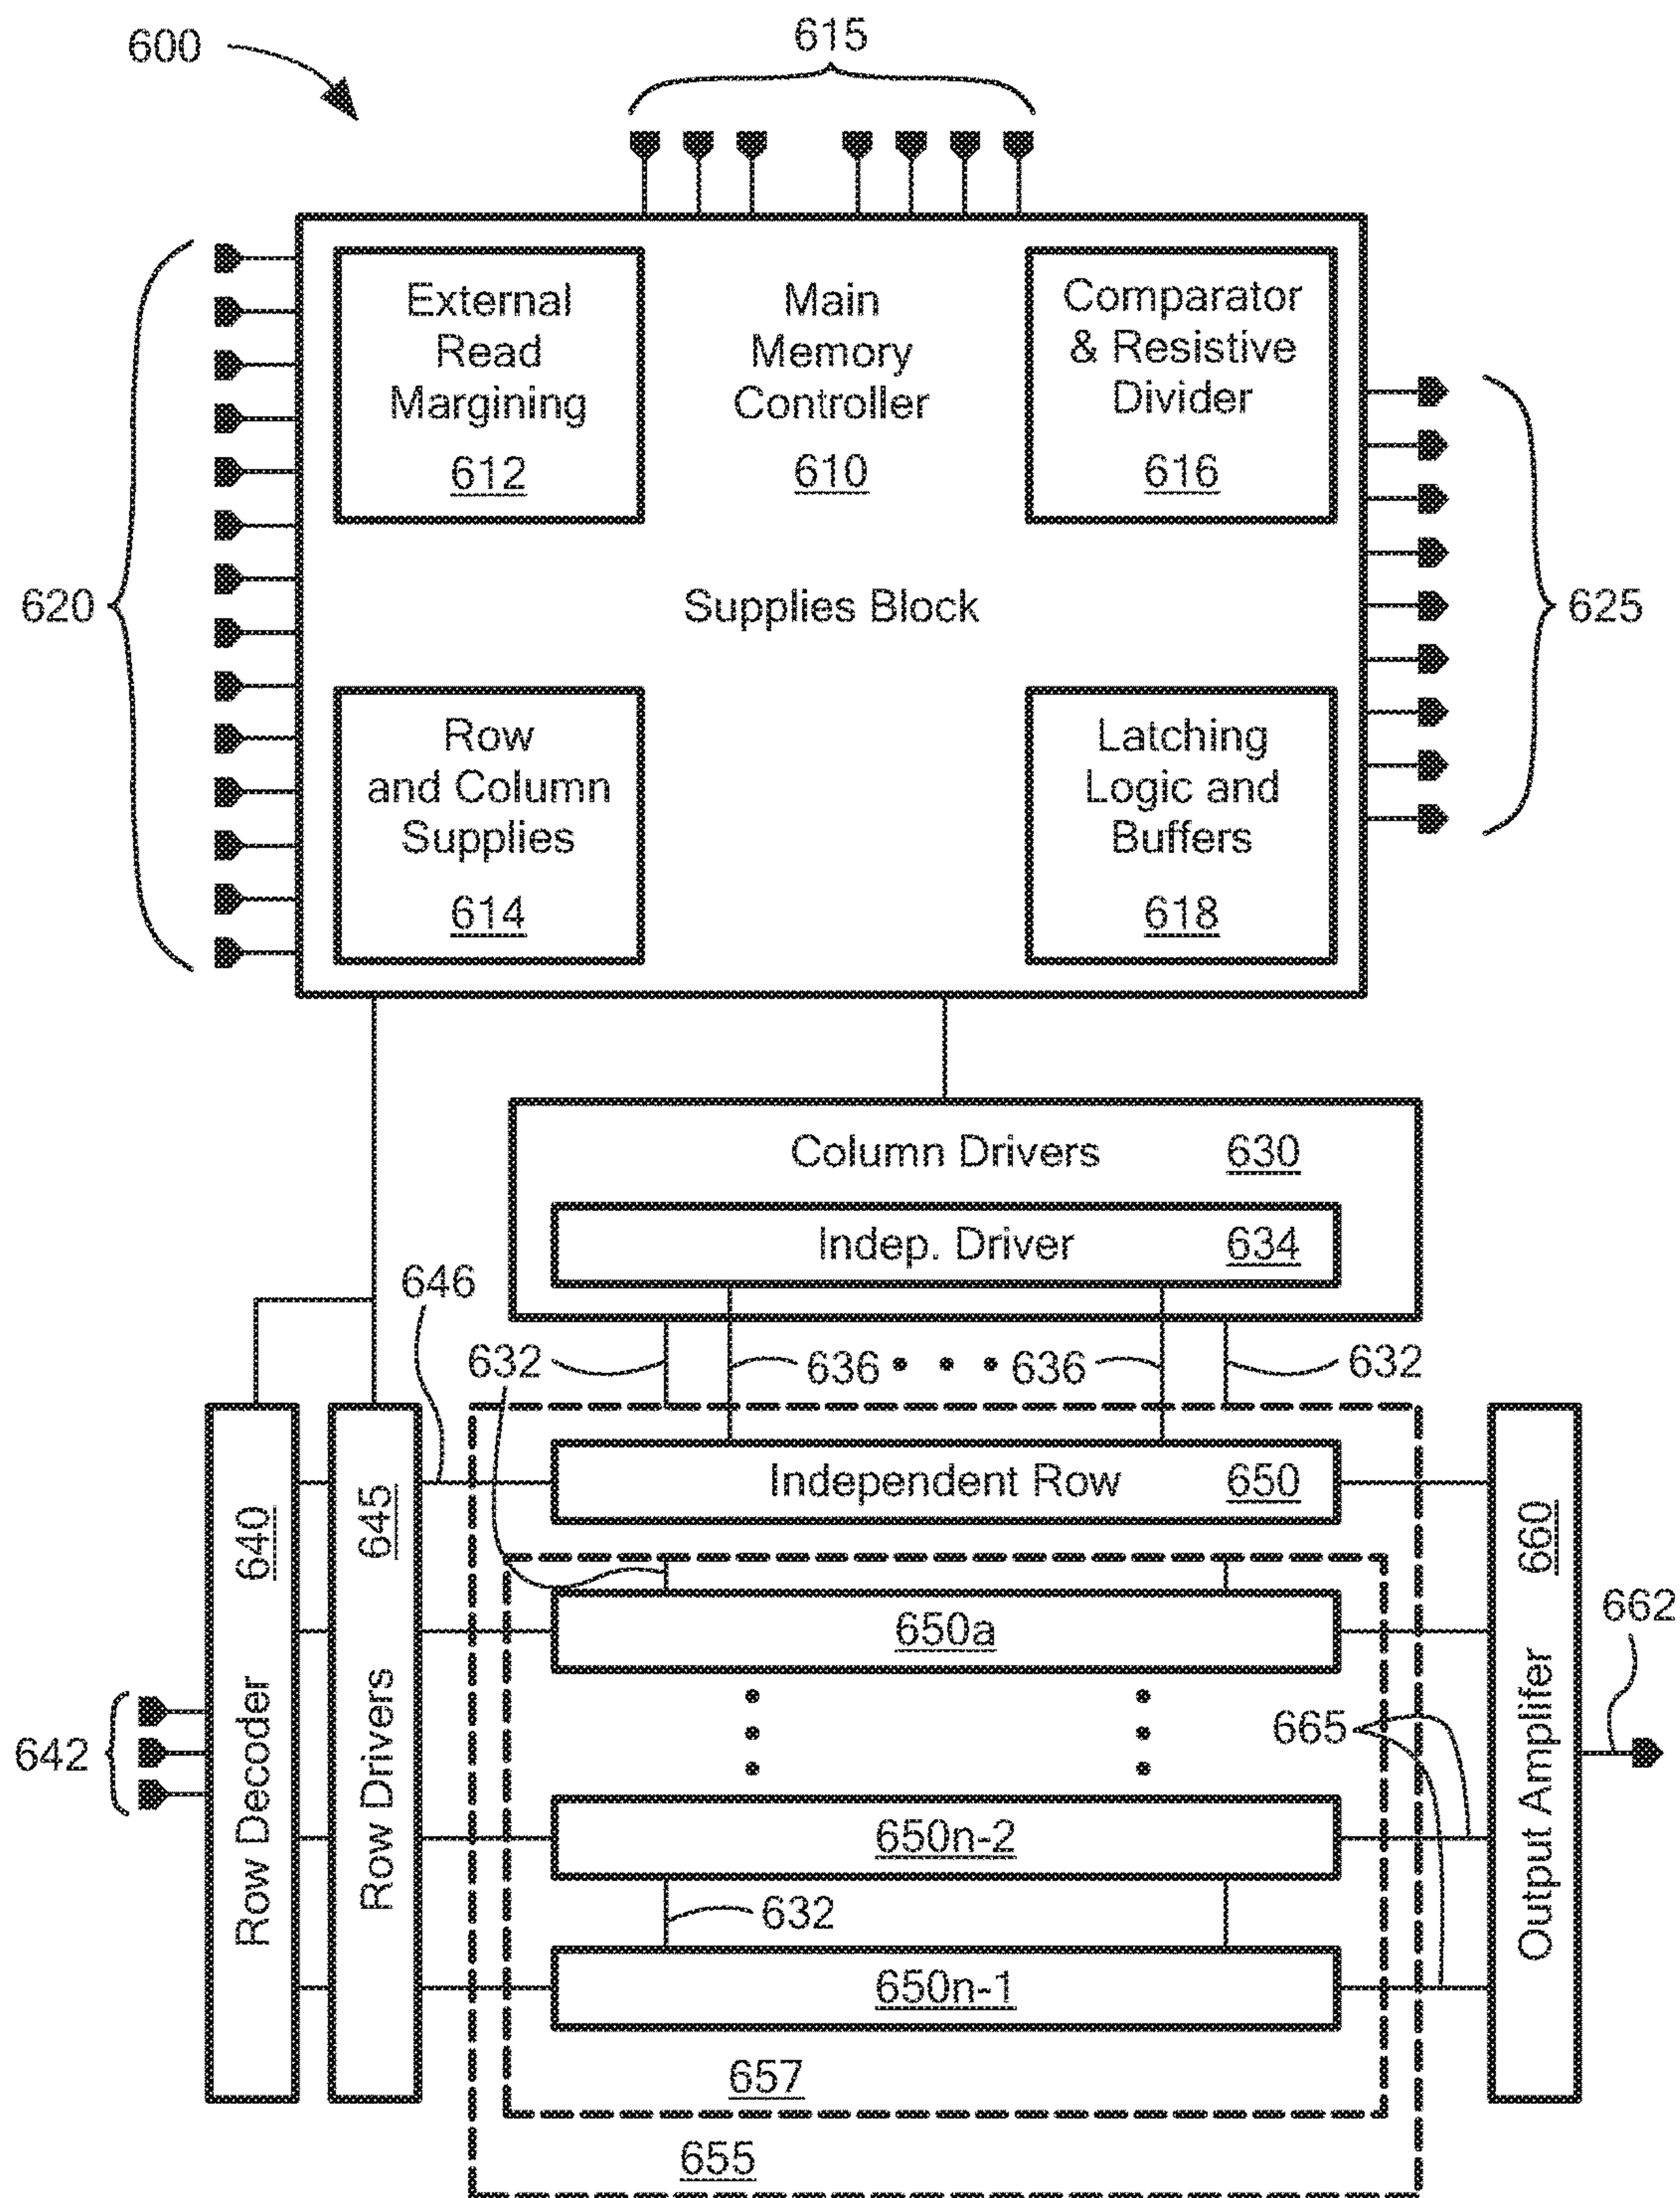 600
615
External
Read
Margining
612
Main
Memory
Controller
610
Comparator
& Resistive
Divider
616
620
Supplies Block
625
Row
and Column
Supplies
614
Latching
Logic and
Buffers
618
Column Drivers 630
Indep. Driver 634
646
632 636 636 632
Independent Row 650
Row Decoder 640
Row Drivers 645
650a
Output Amplifer 660
662
642
665
650n-2
632
650n-1
657
655